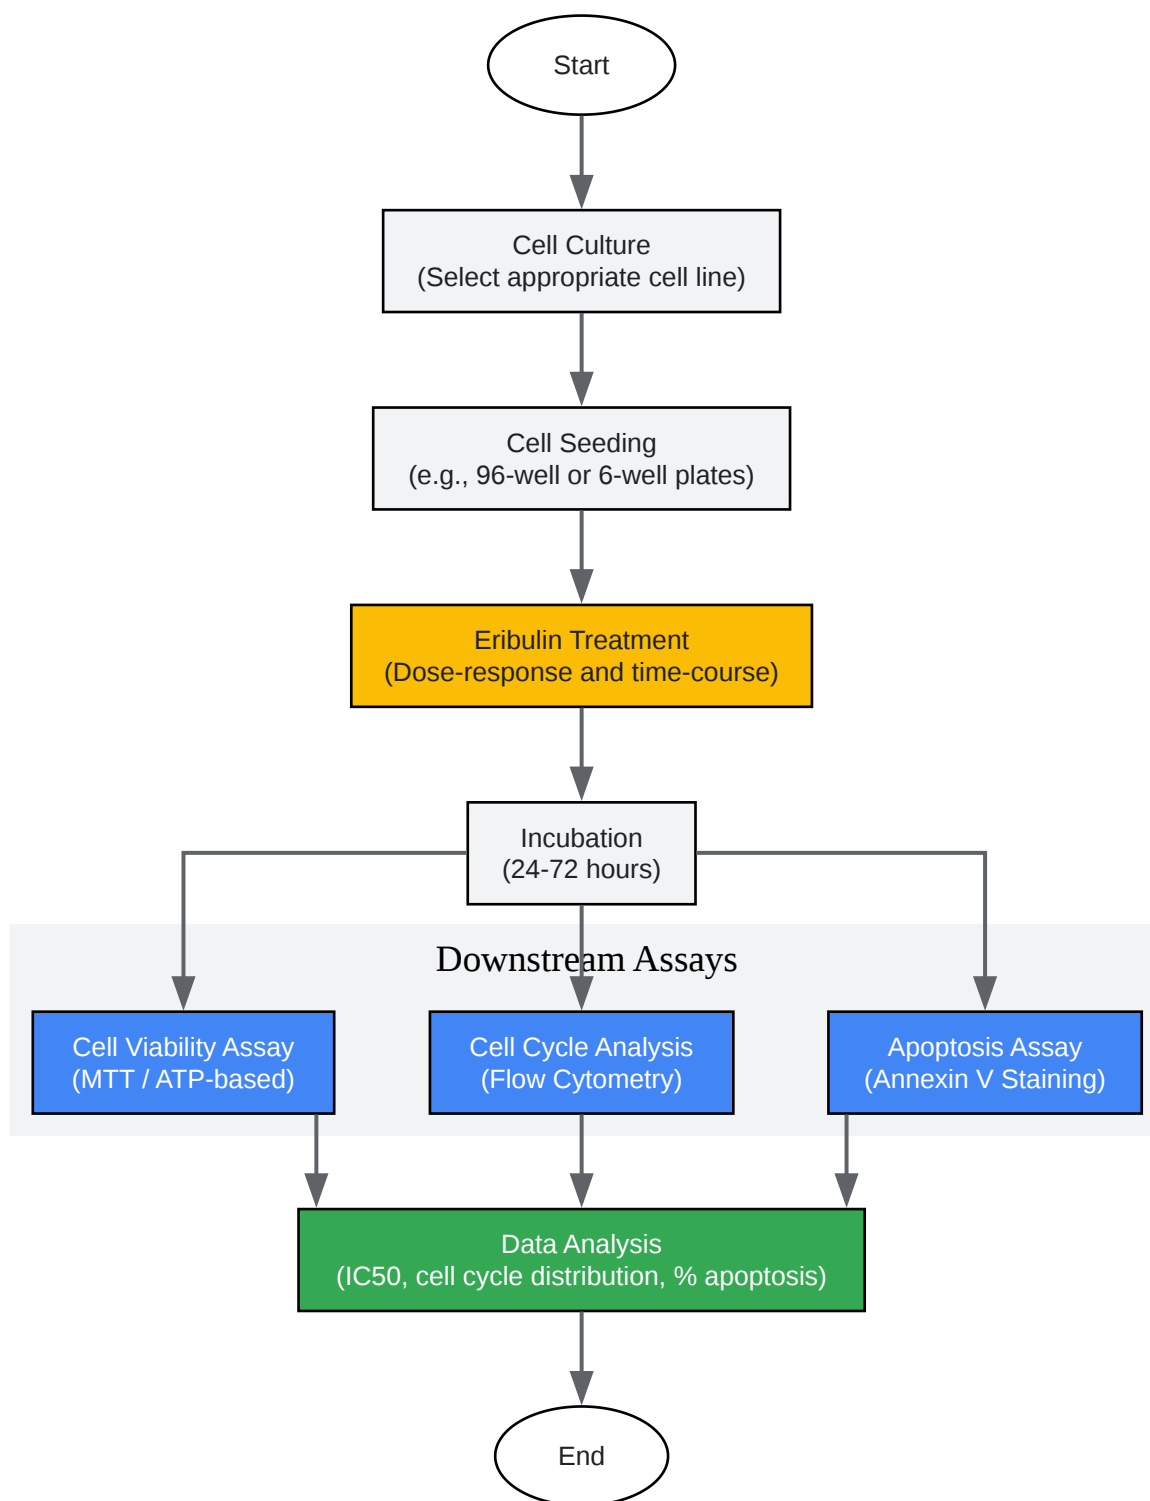 Start
Cell Culture
(Select appropriate cell line)
Cell Seeding
(e.g., 96-well or 6-well plates)
Eribulin Treatment
(Dose-response and time-course)
Incubation
(24-72 hours)
Downstream Assays
Cell Viability Assay
(MTT / ATP-based)
Cell Cycle Analysis
(Flow Cytometry)
Apoptosis Assay
(Annexin V Staining)
Data Analysis
(IC50, cell cycle distribution, % apoptosis)
End